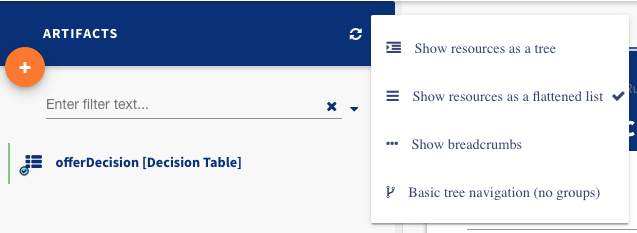 ARTIFACTS
Show resources as a tree
Enter filter text...
Show resources as a flattened list
Show breadcrumbs
offerDecision [Decision Table]
Basic tree navigation (no groups)